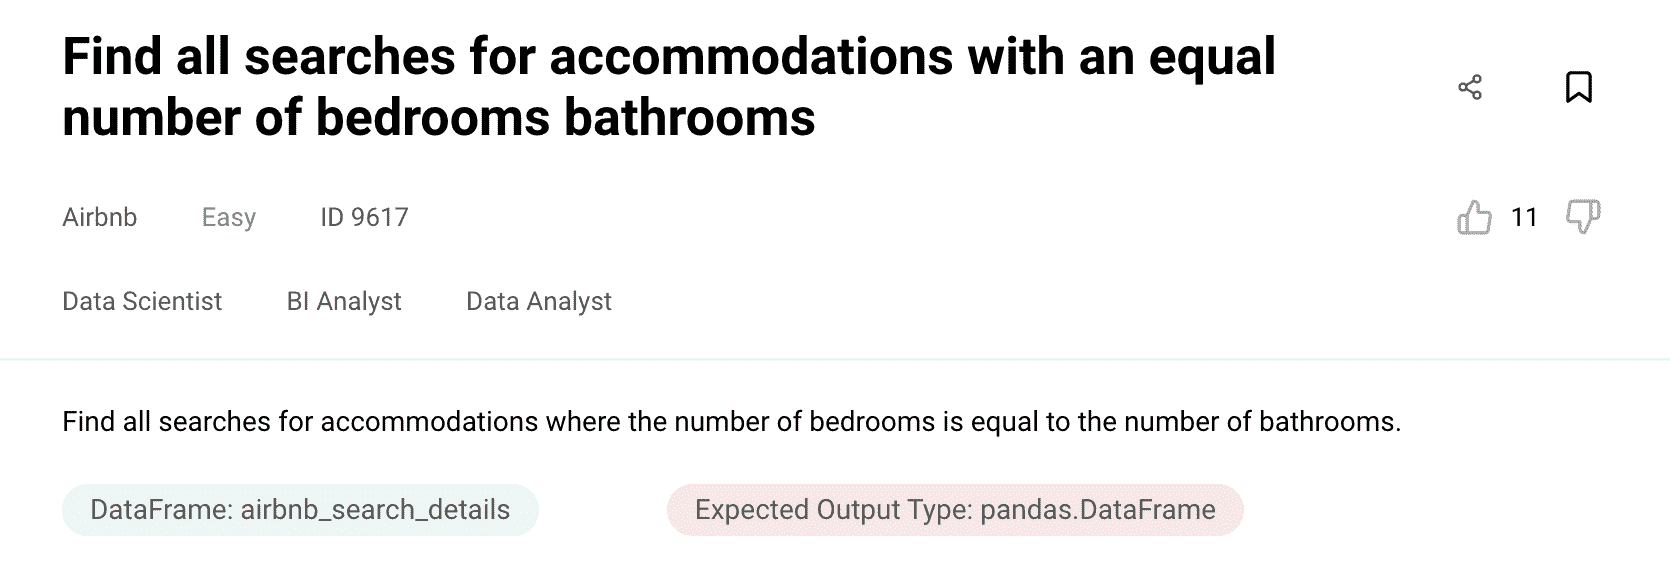 Find all searches for accommodations with an equal
number of bedrooms bathrooms
Airbnb Easy ID 9617
11
Data Scientist BI Analyst Data Analyst
Find all searches for accommodations where the number of bedrooms is equal to the number of bathrooms.
DataFrame: airbnb_search_details Expected Output Type: pandas.DataFrame